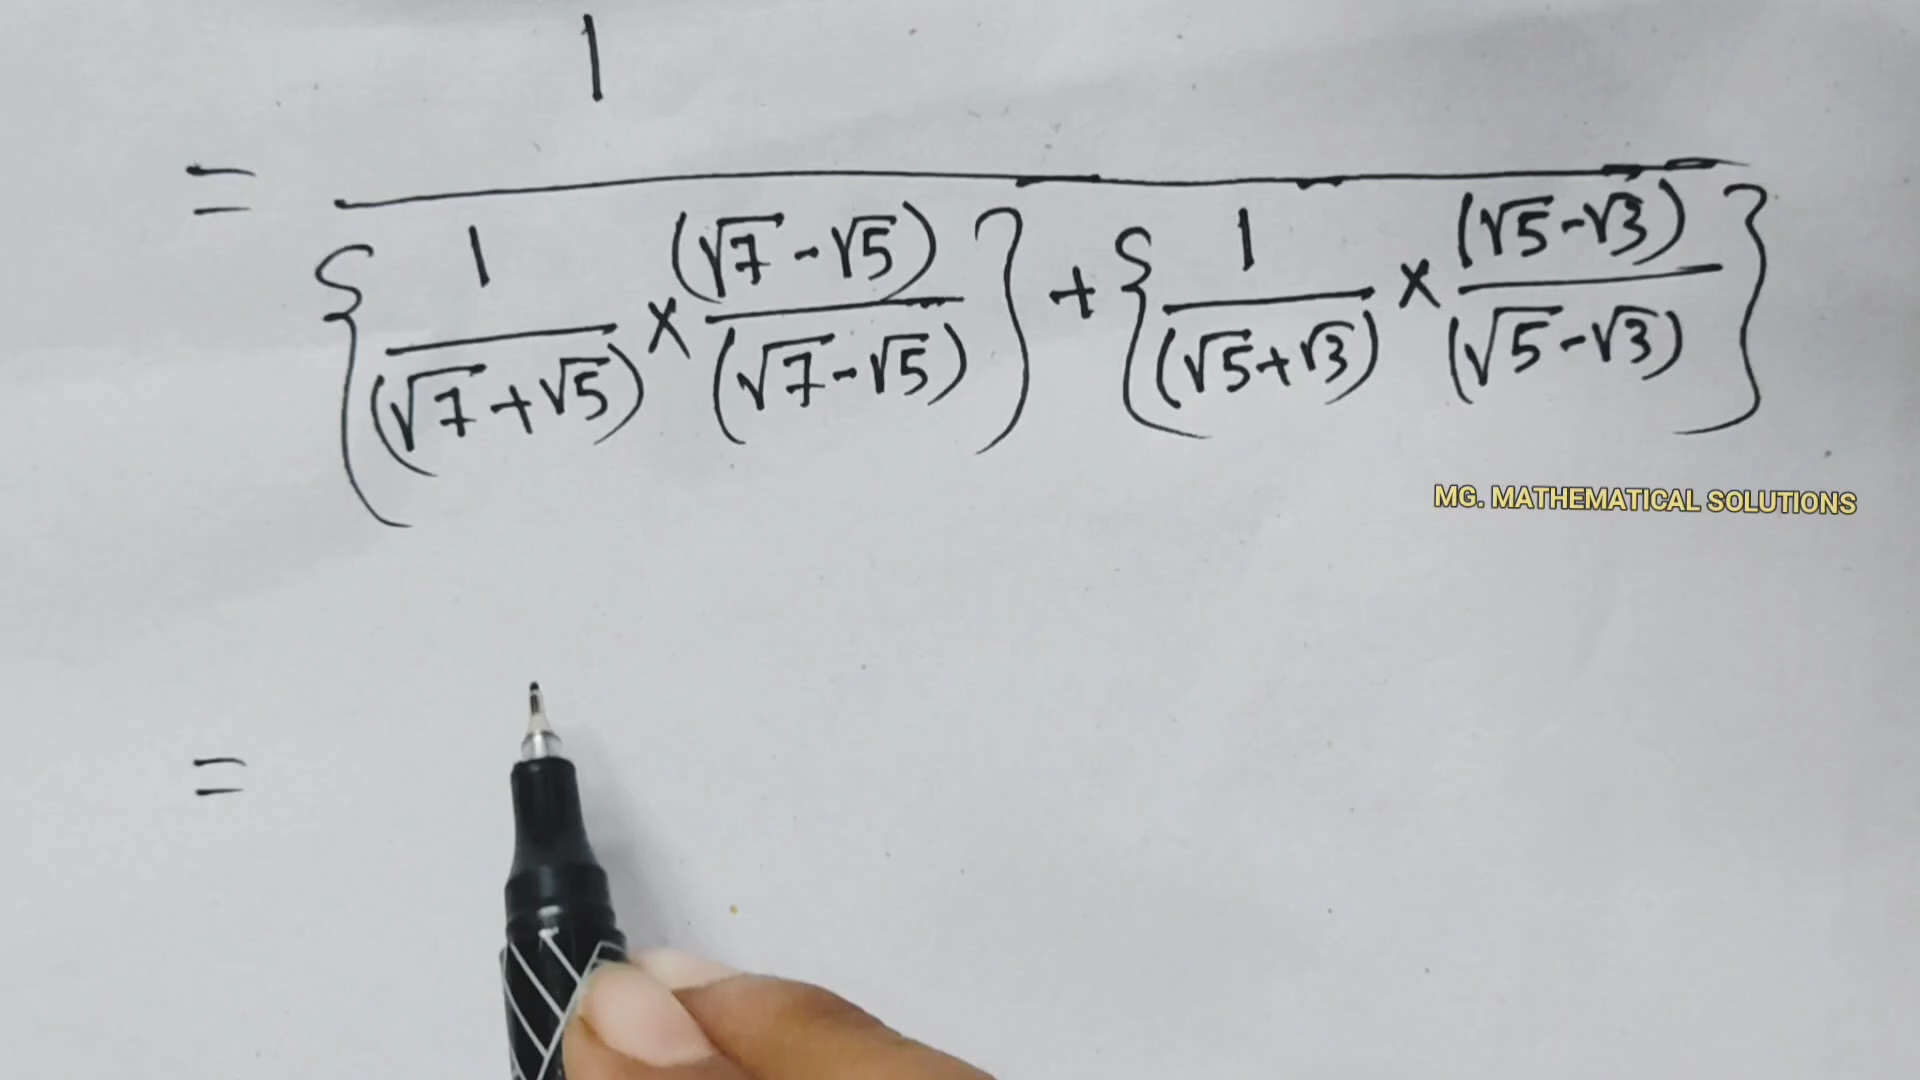 1
= ―――――――――――――――
{1/(√7+√5) × (√7-√5)/(√7-√5)} + {1/(√5+√3) × (√5-√3)/(√5-√3)}
MG. MATHEMATICAL SOLUTIONS
=